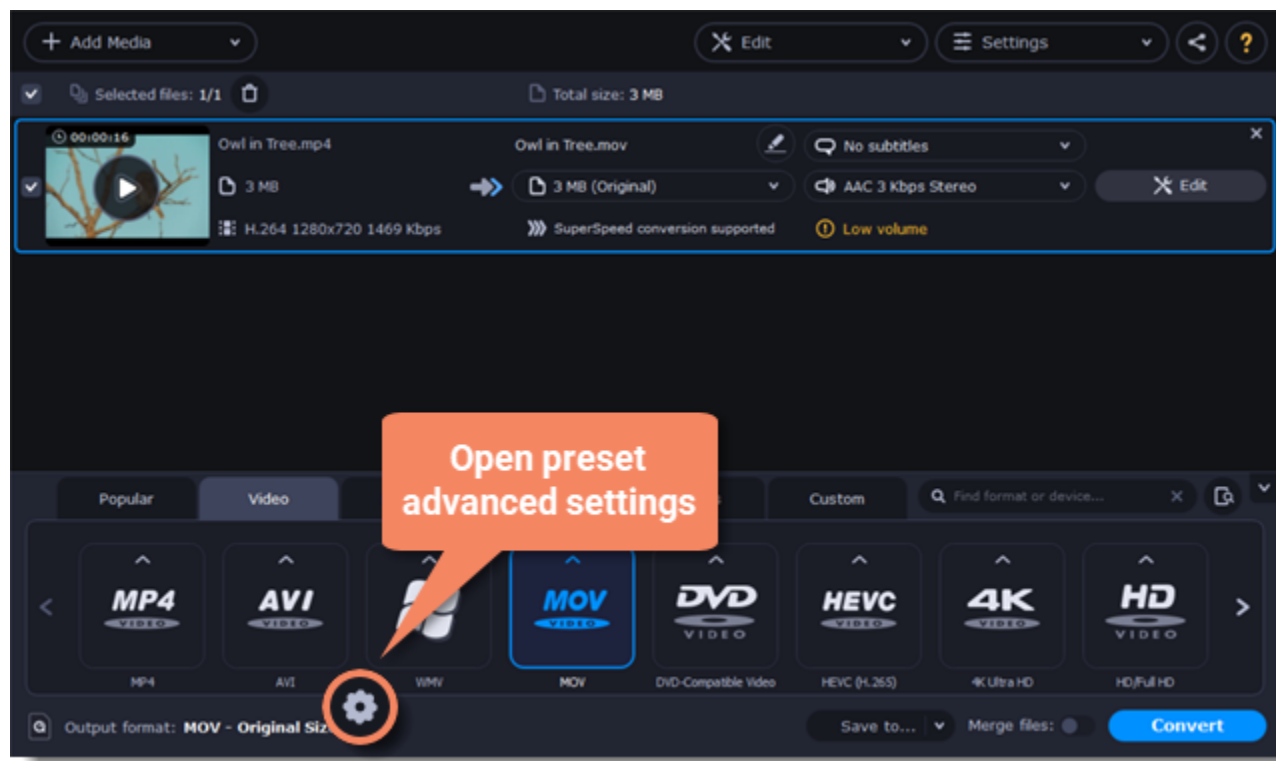 Add Media
Edit
Settings
?
Selected files: 1/1
Total size: 3 MB
00:00:16
Owl in Tree.mp4
Owl in Tree.mov
No subtitles
3 MB
3 MB (Original)
AAC 3 Kbps Stereo
Edit
H.264 1280x720 1469 Kbps
SuperSpeed conversion supported
Low volume
Open preset
advanced settings
Popular
Video
Custom
Find format or device...
MP4
VIDEO
AVI
VIDEO
MOV
VIDEO
DVD
VIDEO
HEVC
VIDEO
4K
VIDEO
HD
VIDEO
MP4
AVI
WMV
MOV
DVD-Compatible Video
HEVC (H.265)
4K Ultra HD
HD/Full HD
Output format: MOV - Original
Save to...
Merge files:
Convert